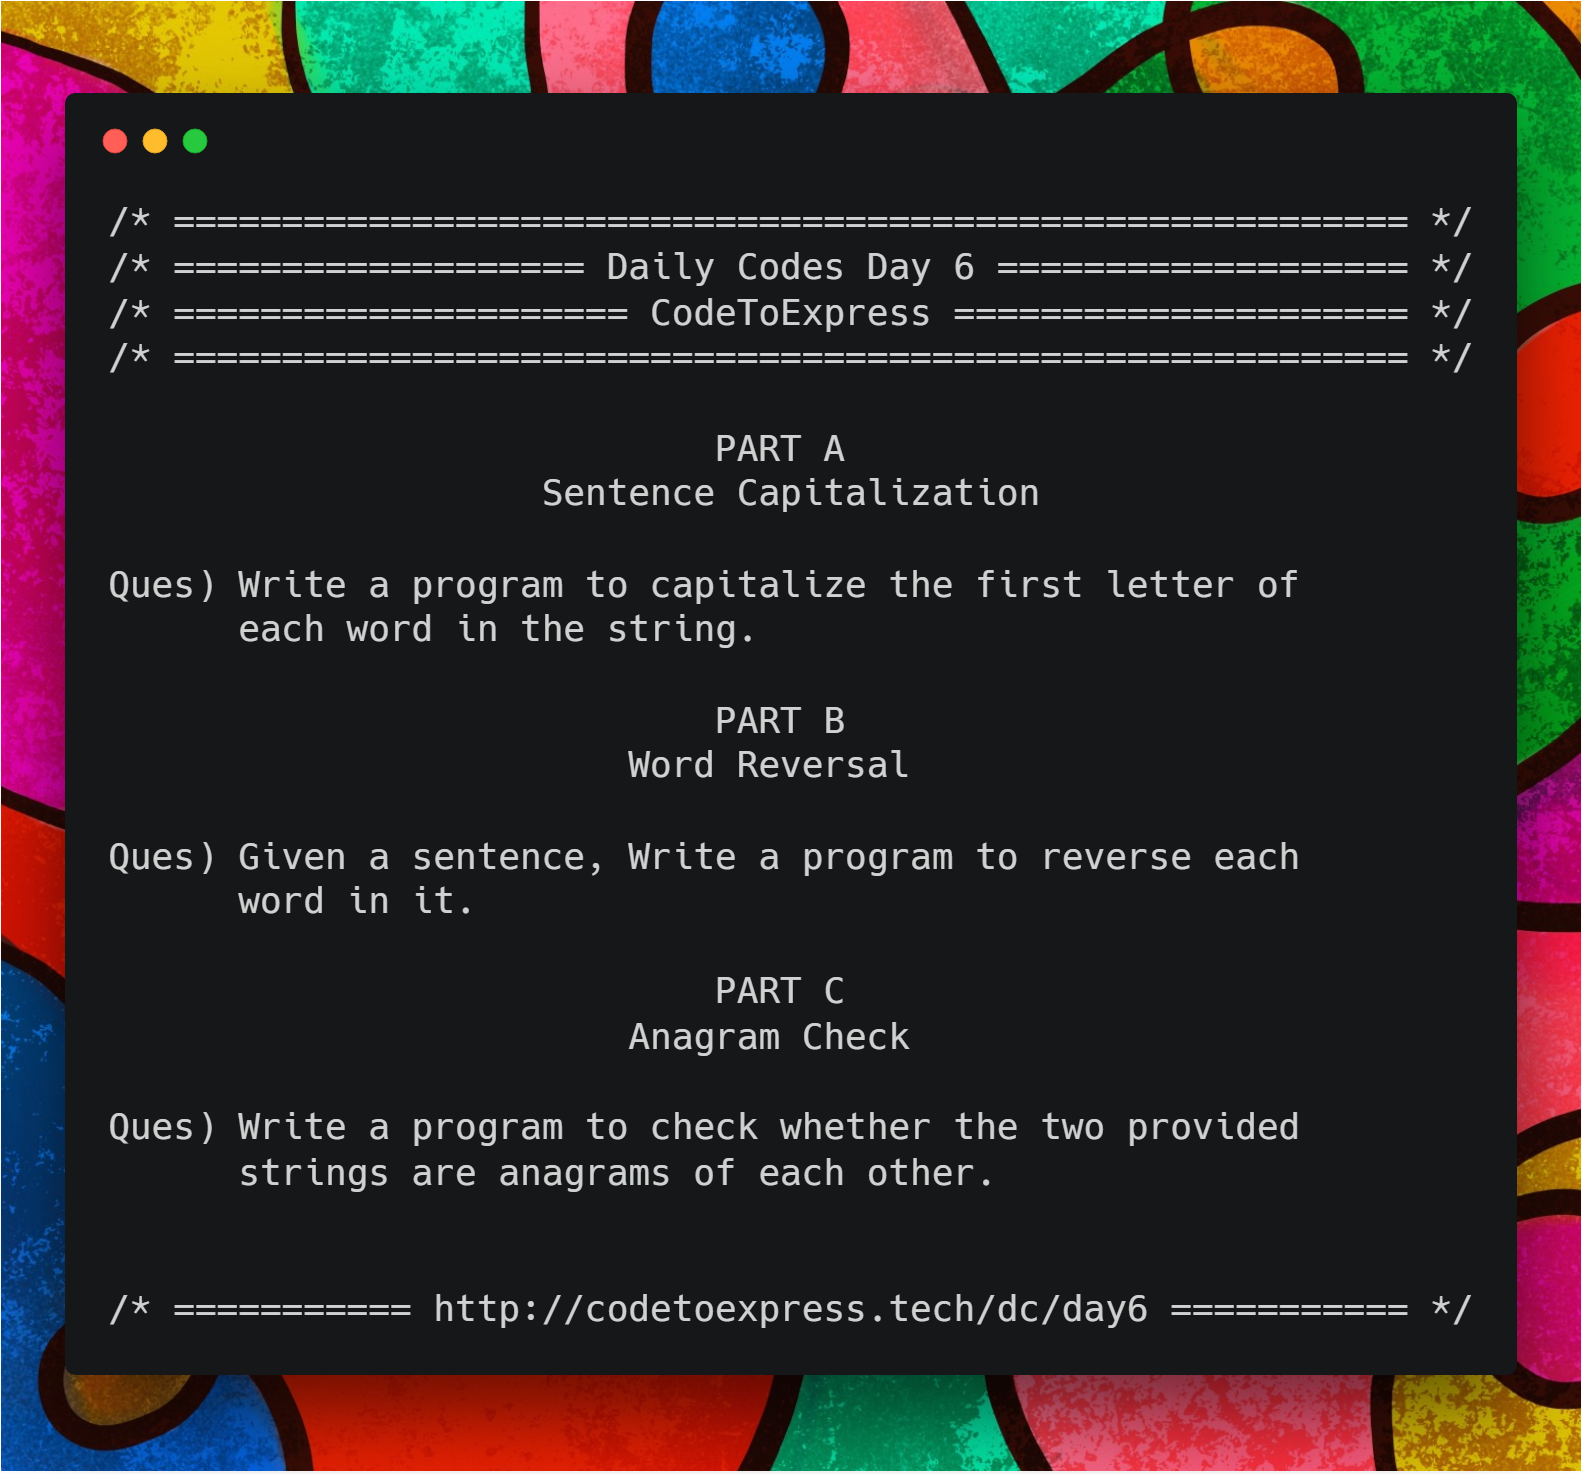 /* ========================================================= */
/* =================== Daily Codes Day 6 =================== */
/* ===================== CodeToExpress ===================== */
/* ========================================================= */
PART A
Sentence Capitalization
Ques) Write a program to capitalize the first letter of
each word in the string.
PART B
Word Reversal
Ques) Given a sentence, Write a program to reverse each
word in it.
PART C
Anagram Check
Ques) Write a program to check whether the two provided
strings are anagrams of each other.
/* =========== http://codetoexpress.tech/dc/day6 =========== */